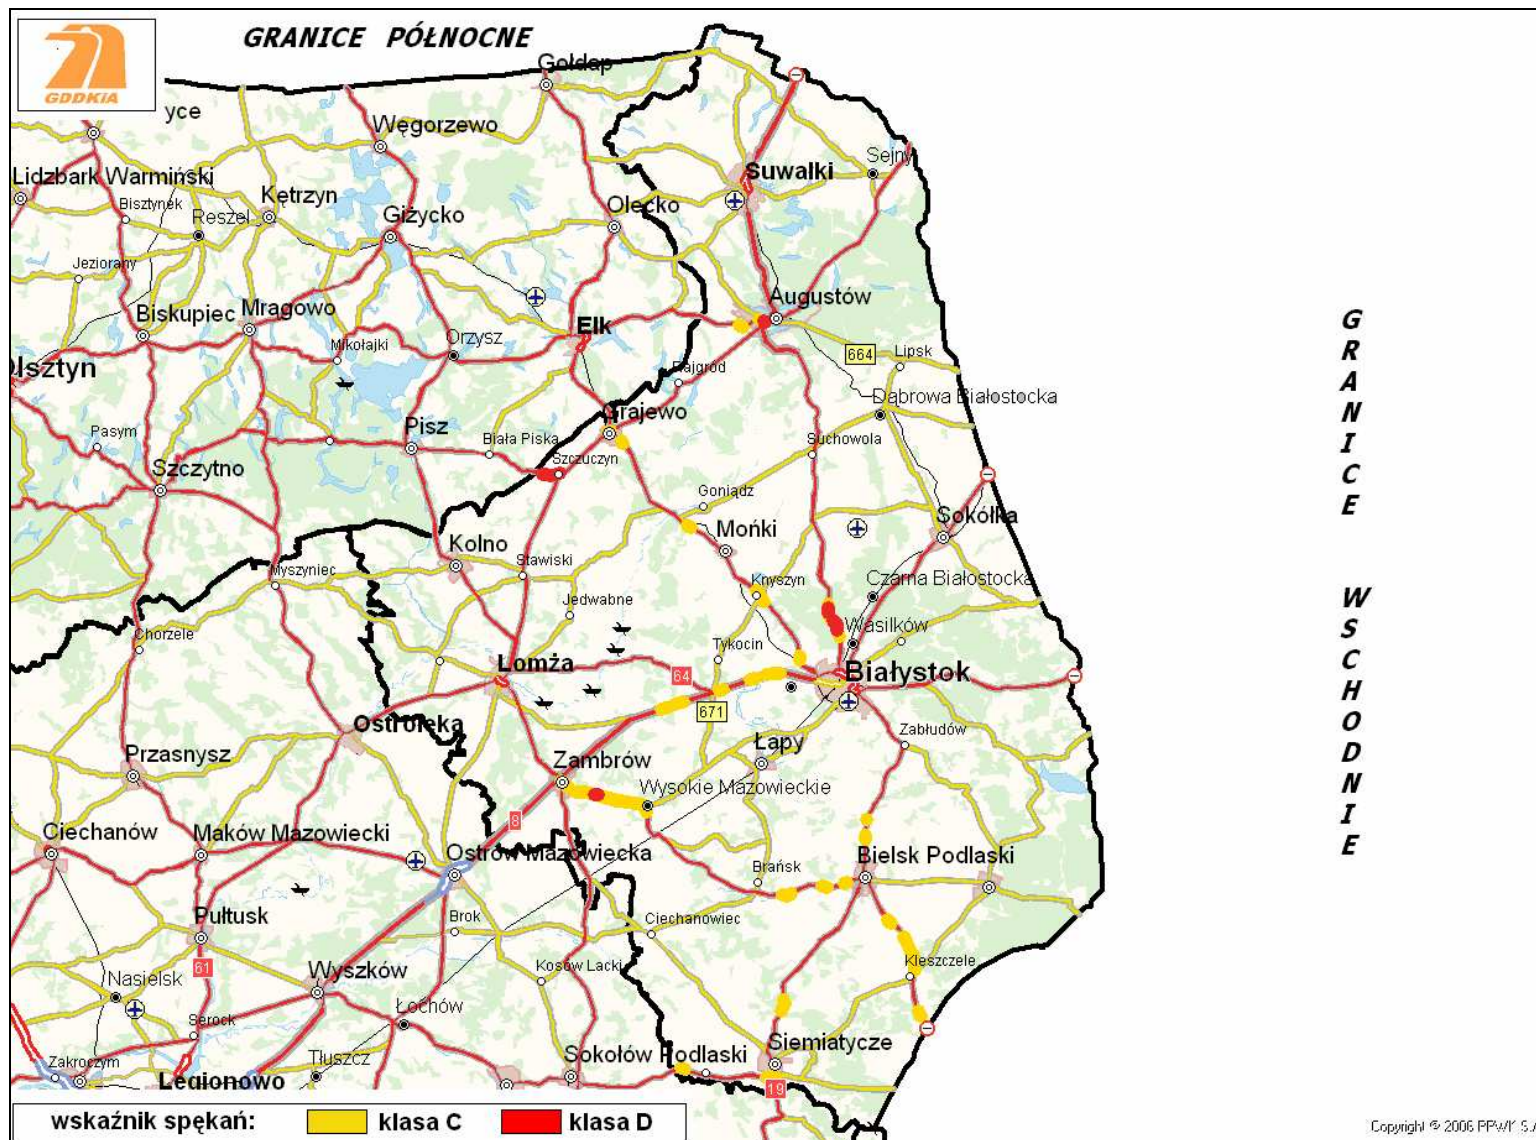 GRANICE PÓŁNOCNE
GDDKiA
Gołdap
yce
Węgorzewo
Sejny
Suwałki
Lidzbark Warmiński
Kętrzyn
Bisztynek
Reszel
Giżycko
Olecko
Jeziorany
Augustów
Biskupiec
Mrągowo
Ełk
Orzysz
Mikołajki
664
Lipsk
Olsztyn
Rajgród
Dąbrowa Białostocka
Grajewo
Pasym
Pisz
Biała Piska
Suchowola
Szczuczyn
Szczytno
Goniądz
Sokółka
Mońki
Kolno
Stawiski
Myszyniec
Knyszyn
Czarna Białostocka
Jedwabne
Chorzele
Wasilków
Tykocin
Łomża
64
Białystok
671
Ostrołęka
Zabłudów
Przasnysz
Zambrów
Łapy
Wysokie Mazowieckie
8
Ciechanów
Maków Mazowiecki
Ostrów Mazowiecka
Bielsk Podlaski
Brańsk
Pułtusk
Brok
Ciechanowiec
61
Wyszków
Kosów Lacki
Kleszczele
Nasielsk
Łochów
Serock
Siemiatycze
Zakroczym
Tłuszcz
Sokołów Podlaski
Legionowo
19
wskaźnik spękań:
klasa C
klasa D
G
R
A
N
I
C
E
W
S
C
H
O
D
N
I
E
Copyright © 2006 PPWK S.A